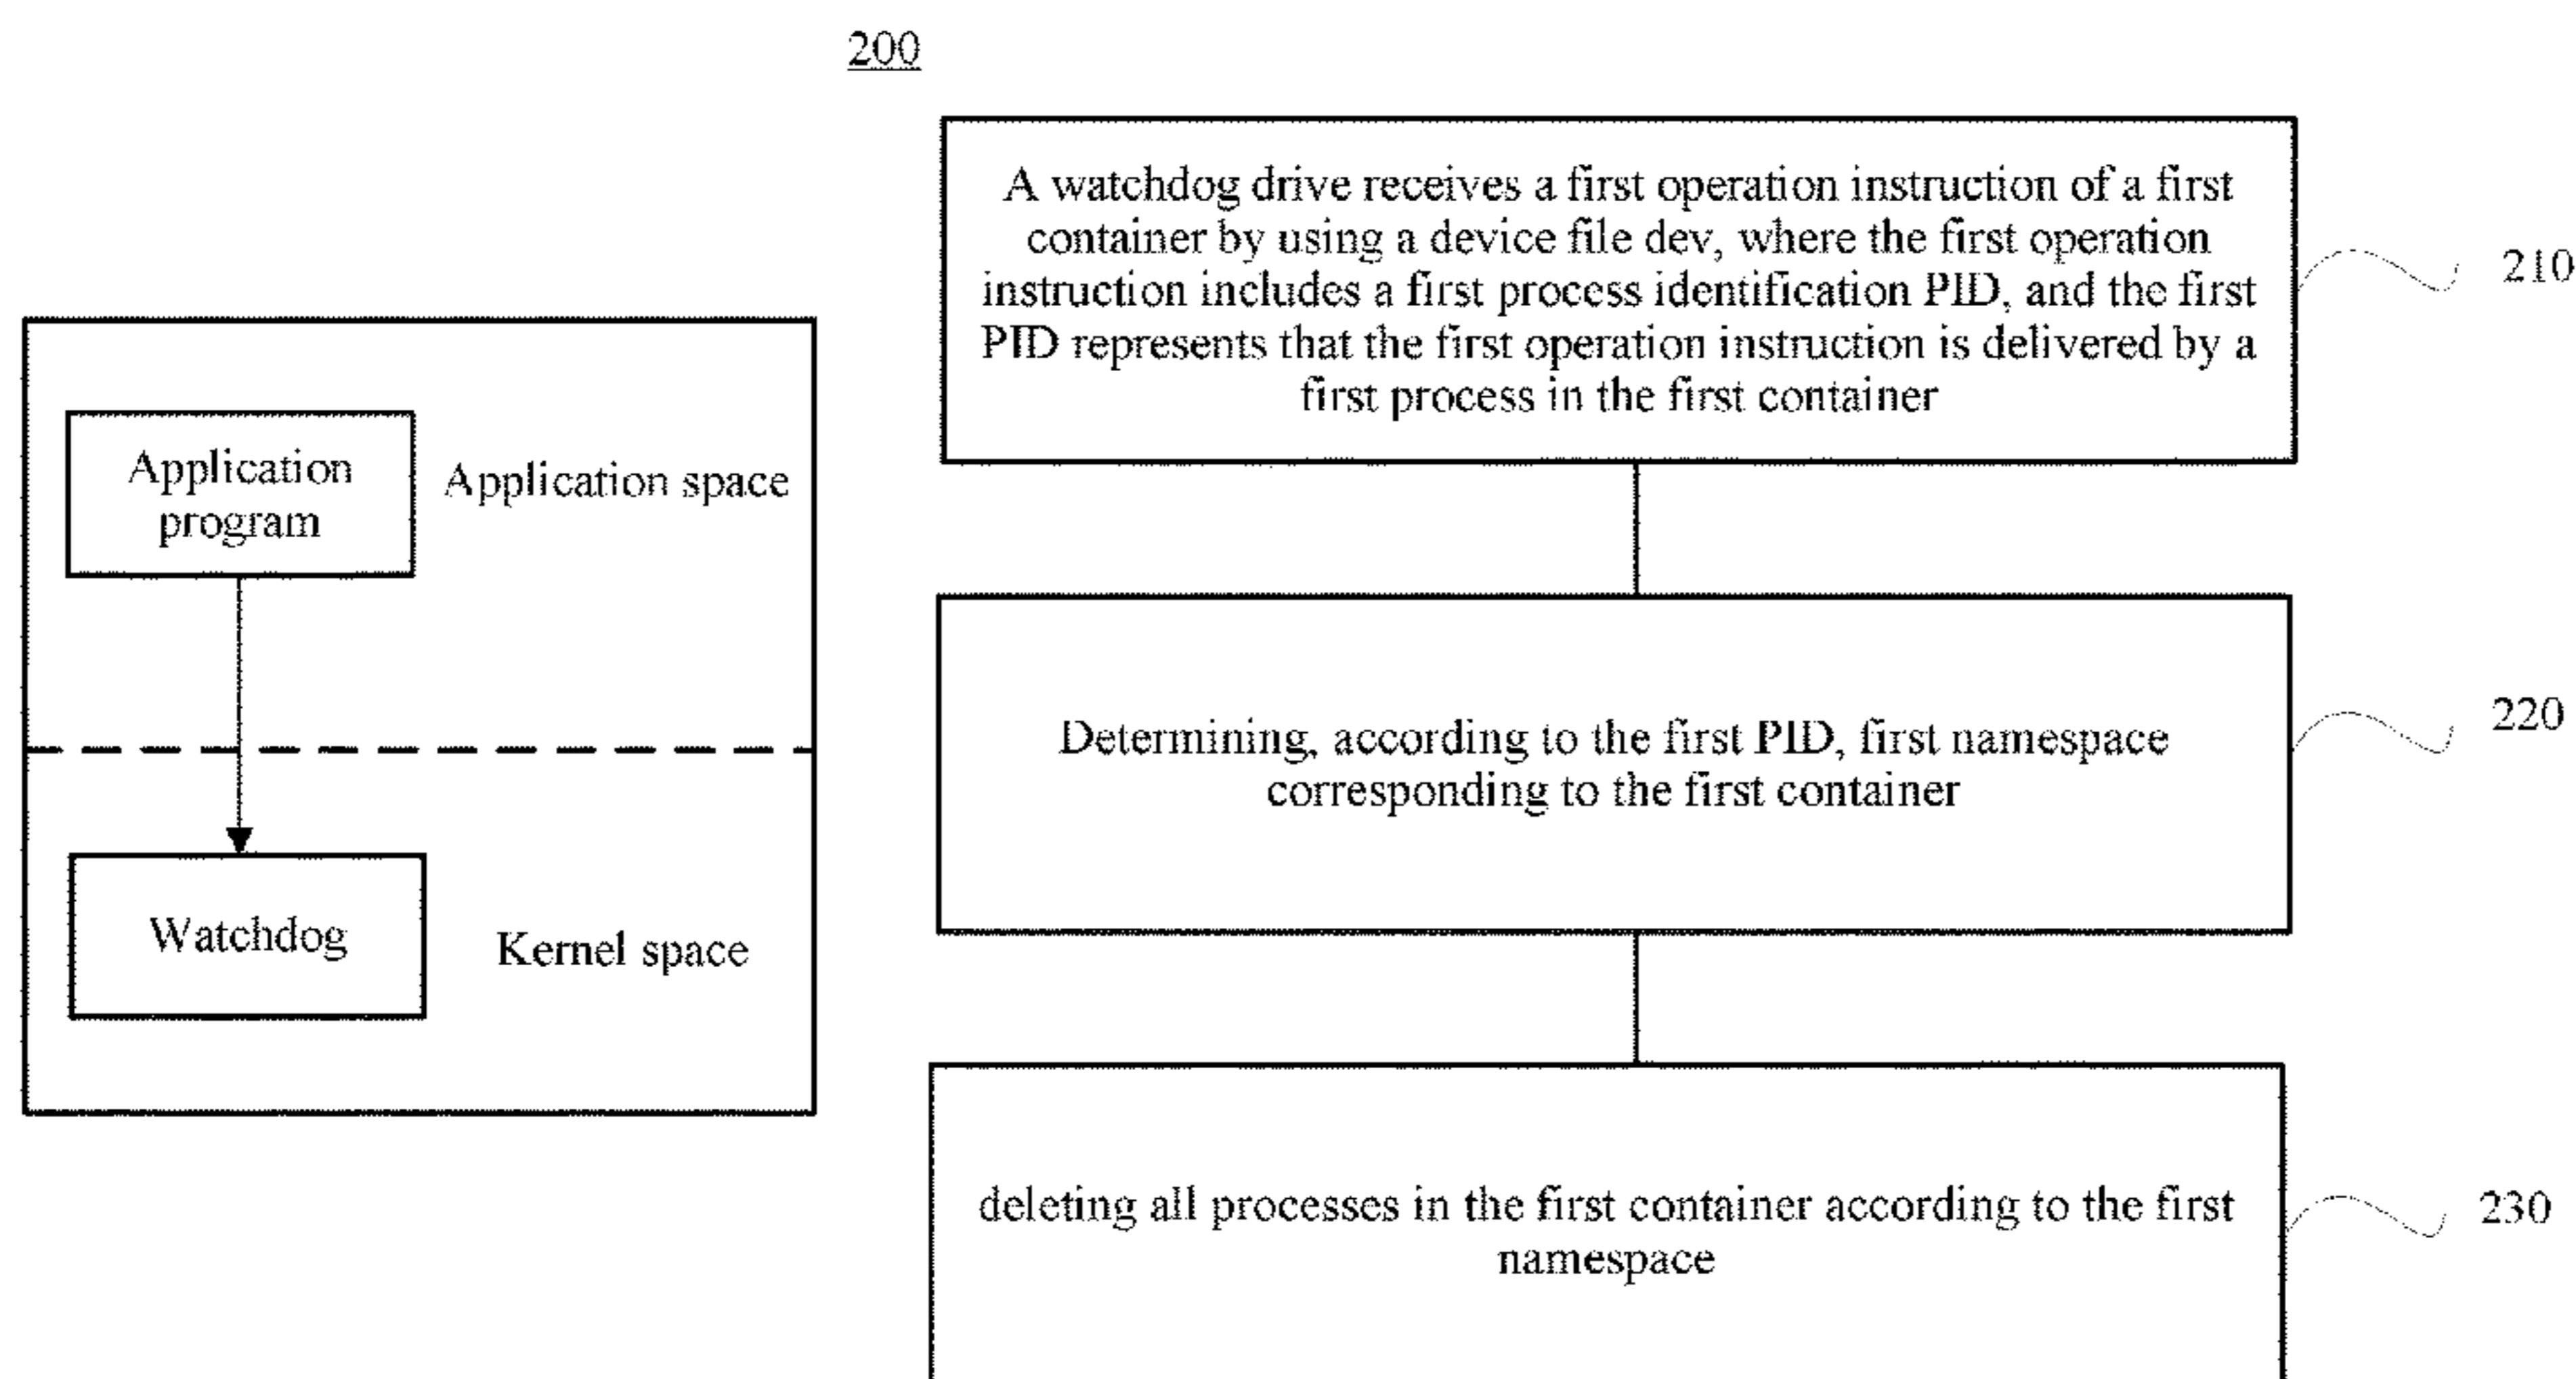 200
Application
program
Application space
Watchdog
Kernel space
A watchdog drive receives a first operation instruction of a first
container by using a device file dev, where the first operation
instruction includes a first process identification PID, and the first
PID represents that the first operation instruction is delivered by a
first process in the first container
210
Determining, according to the first PID, first namespace
corresponding to the first container
220
deleting all processes in the first container according to the first
namespace
230